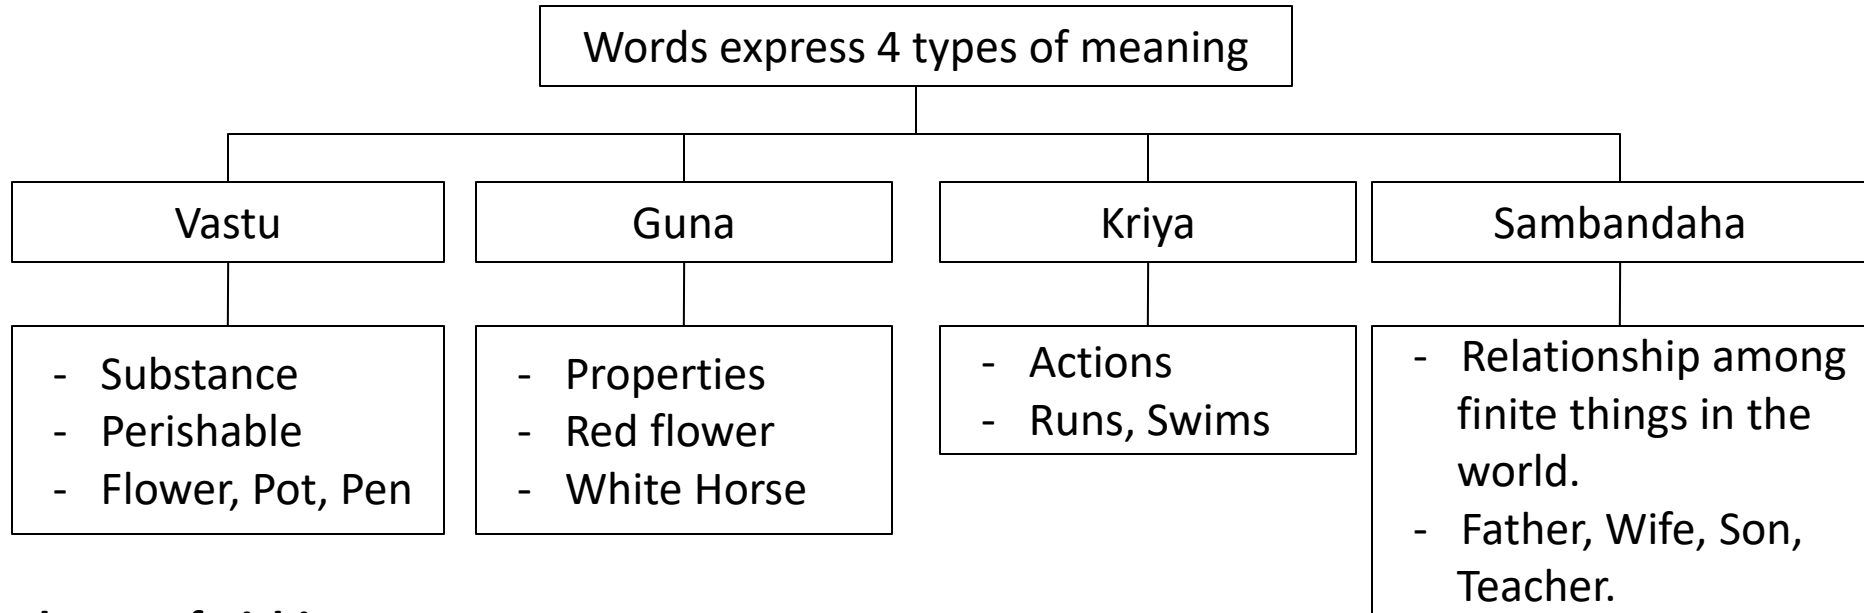 Words express 4 types of meaning
Vastu
Guna
Kriya
Sambandaha
- Substance
- Perishable
- Flower, Pot, Pen
- Properties
- Red flower
- White Horse
- Actions
- Runs, Swims
- Relationship among
finite things in the
world.
- Father, Wife, Son,
Teacher.